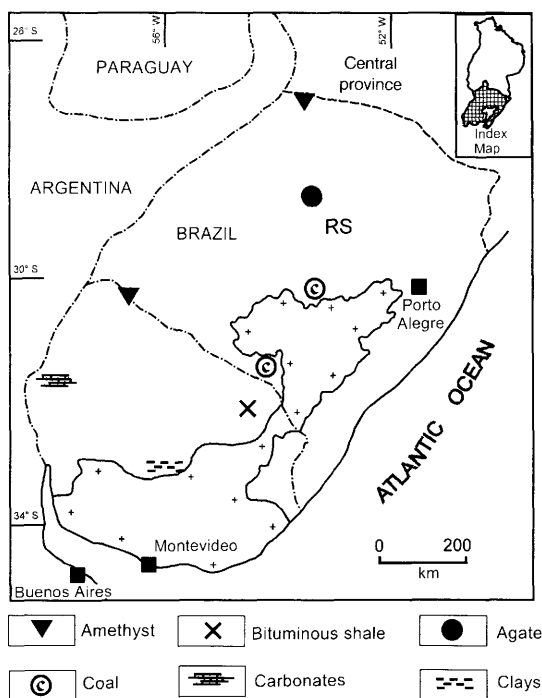 26° S
56° W
52° W
PARAGUAY
Central
province
Index
Map
ARGENTINA
BRAZIL
RS
30° S
Porto
Alegre
ATLANTIC OCEAN
34° S
Montevideo
Buenos Aires
0 200
km
Amethyst
Bituminous shale
Agate
C Coal
Carbonates
Clays